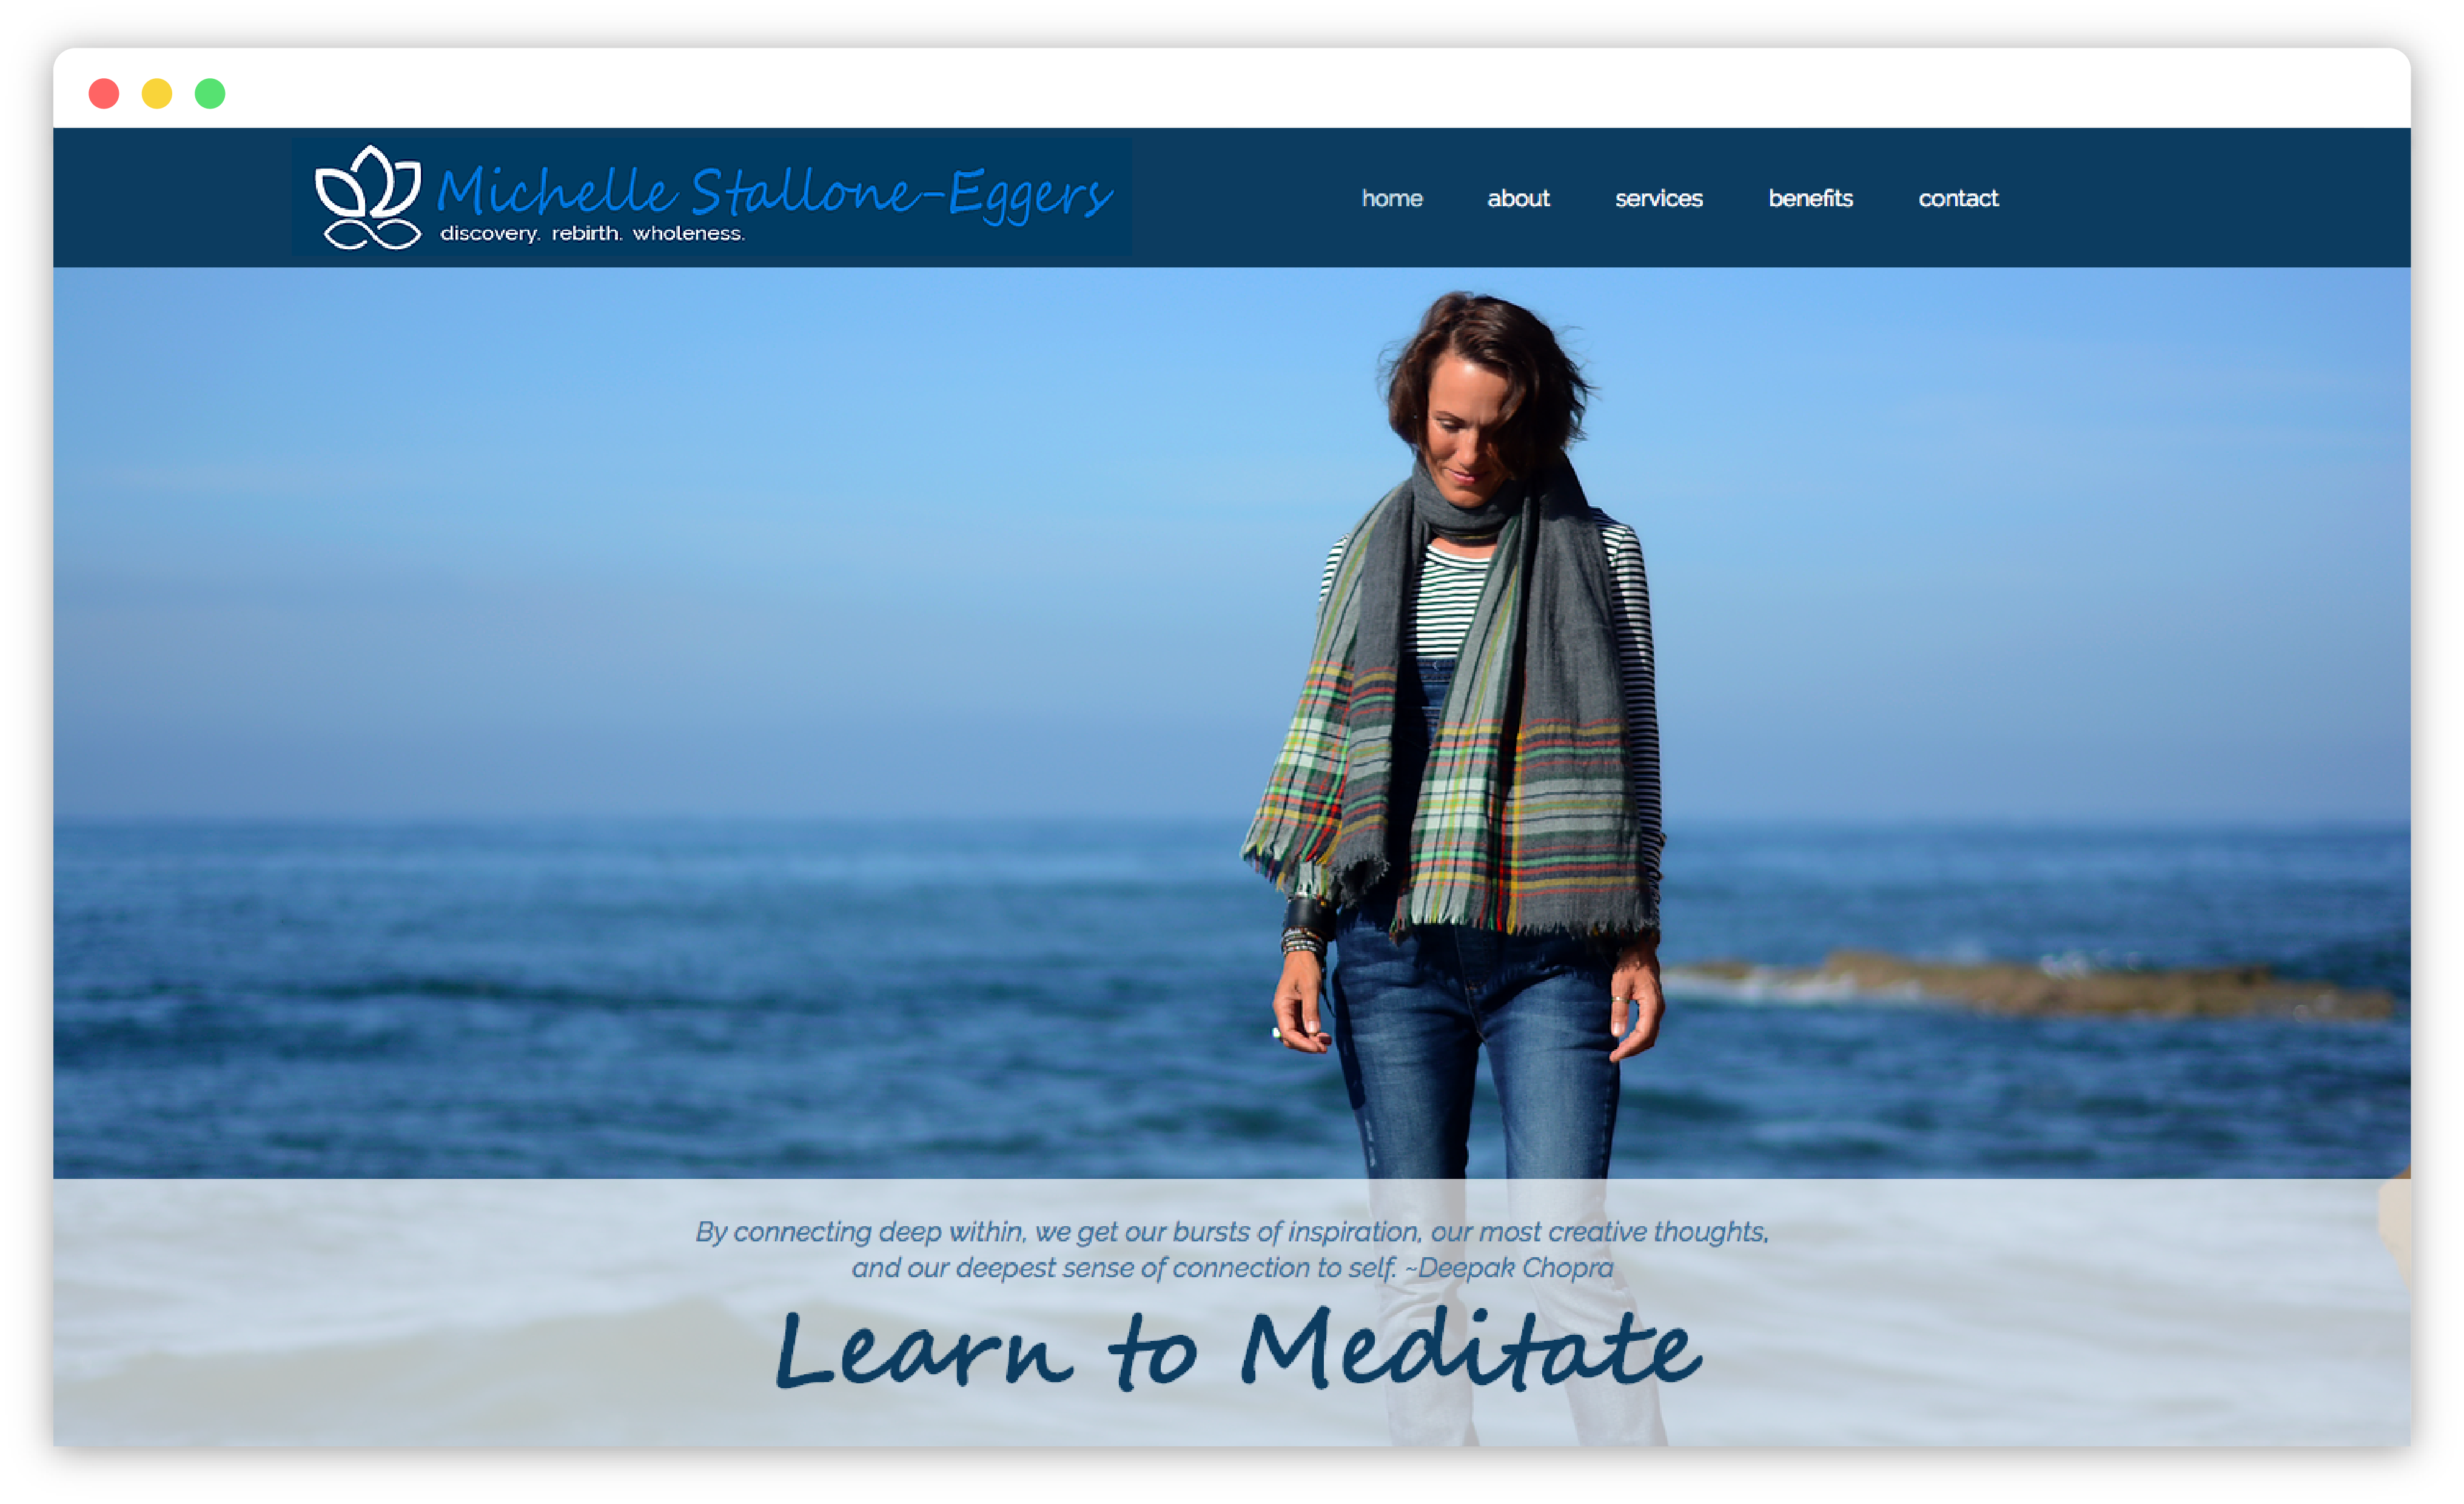 Michelle Stallone-Eggers
discovery. rebirth. wholeness.
home about services benefits contact
By connecting deep within, we get our bursts of inspiration, our most creative thoughts,
and our deepest sense of connection to self. ~Deepak Chopra
Learn to Meditate